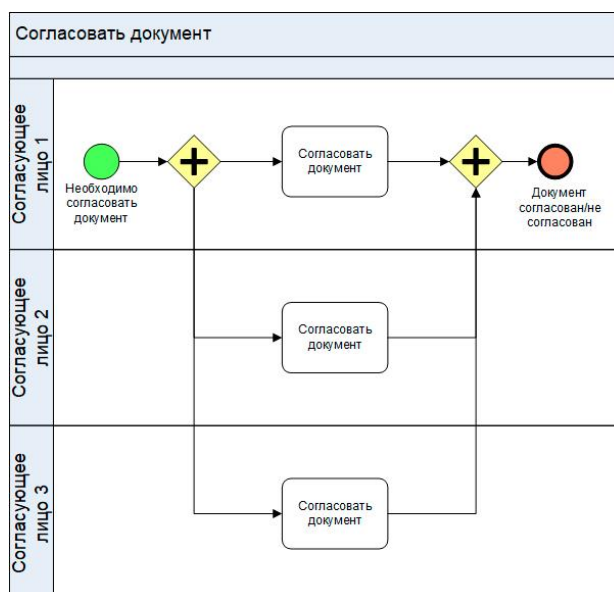 Согласовать документ
Согласующее
лицо 1
Необходимо
согласовать
документ
Согласовать
документ
Документ
согласован/не
согласован
Согласующее
лицо 2
Согласовать
документ
Согласующее
лицо 3
Согласовать
документ